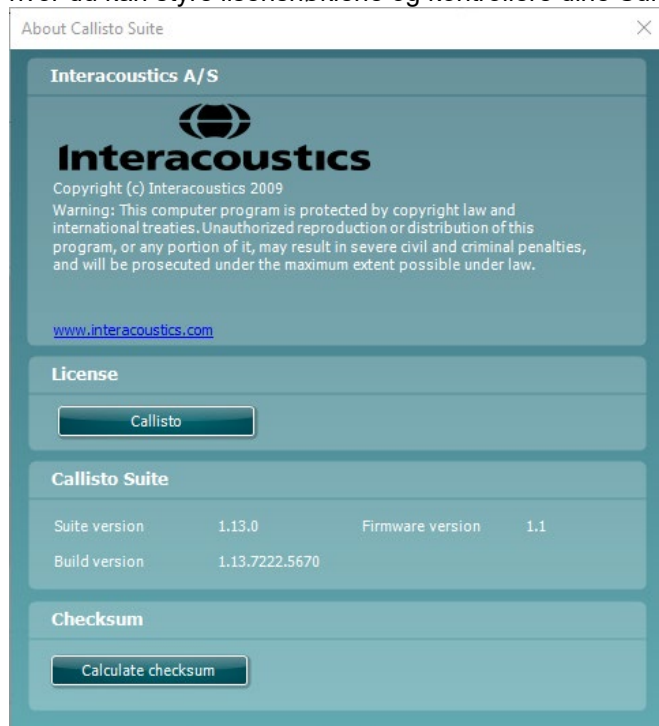 About Callisto Suite
Interacoustics A/S
Interacoustics
Copyright (c) Interacoustics 2009
Warning: This computer program is protected by copyright law and
international treaties. Unauthorized reproduction or distribution of this
program, or any portion of it, may result in severe civil and criminal penalties,
and will be prosecuted under the maximum extent possible under law.
www.interacoustics.com
License
Callisto
Callisto Suite
Suite version 1.13.0 Firmware version 1.1
Build version 1.13.7222.5670
Checksum
Calculate checksum